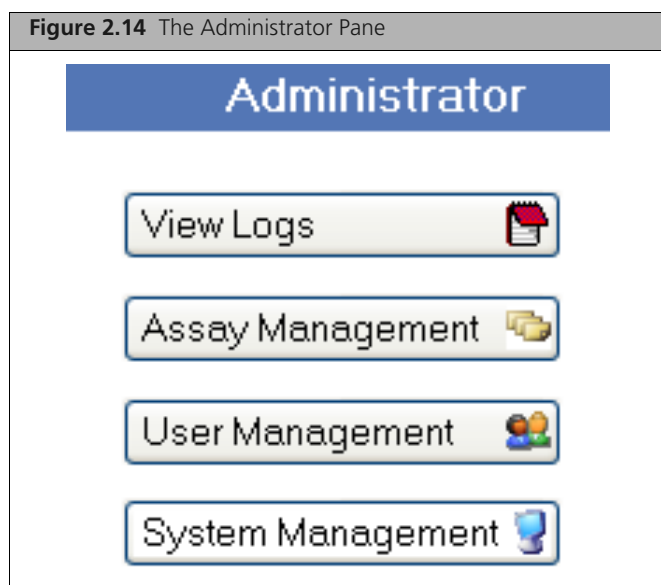 Figure 2.14 The Administrator Pane
Administrator
View Logs
Assay Management
User Management
System Management